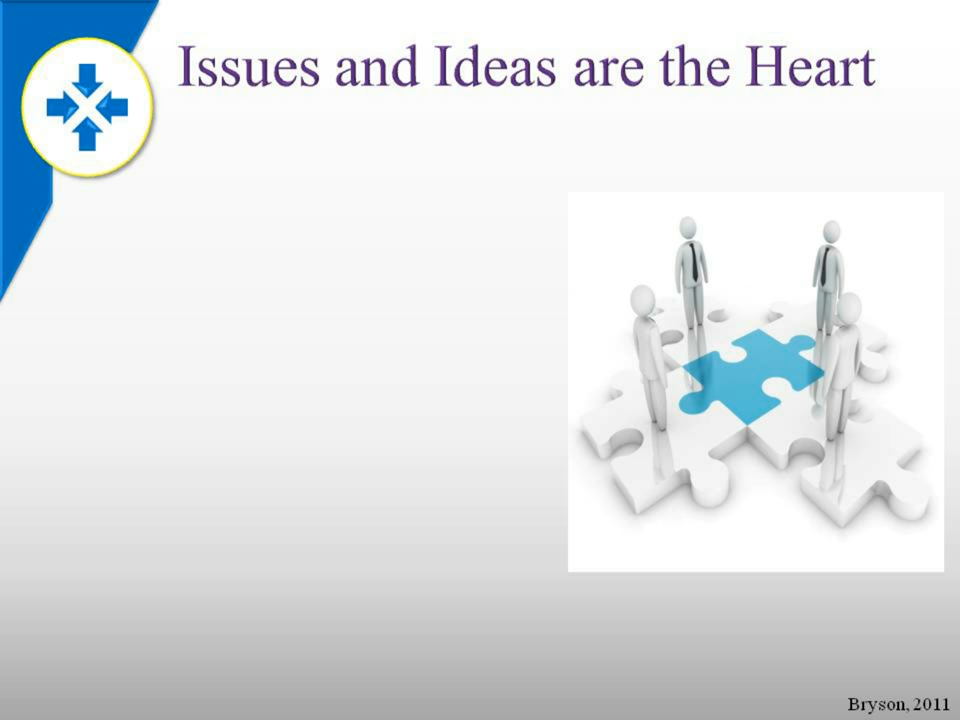 Issues and Ideas are the Heart
Bryson, 2011